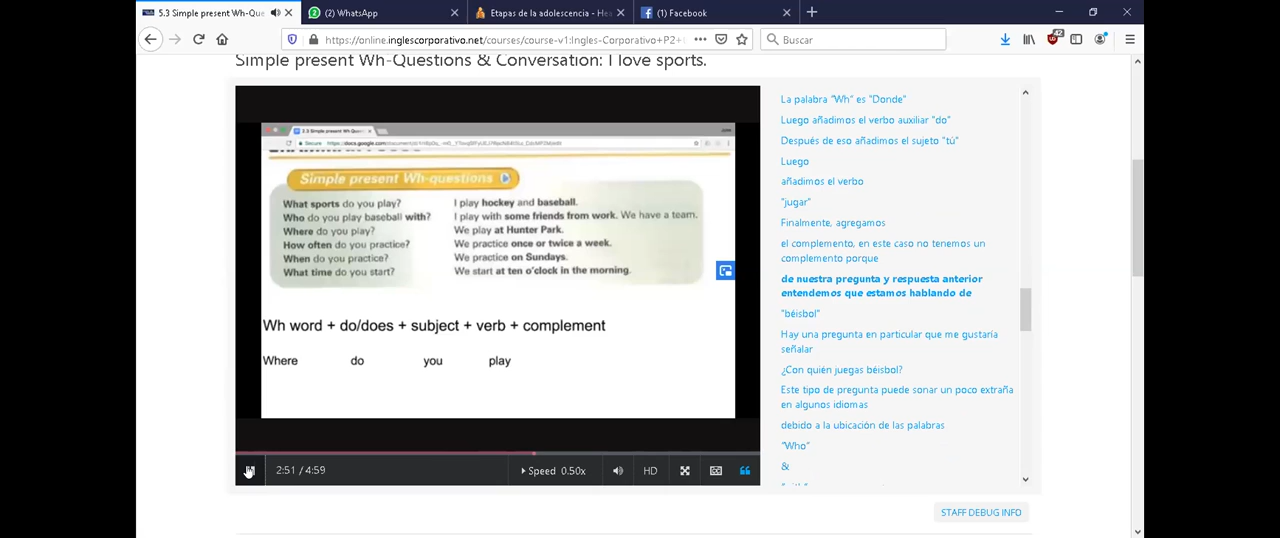 5.3 Simple present Wh-Que
(2) WhatsApp
Etapas de la adolescencia - Hea
(1) Facebook
https://online.inglescorporativo.net/courses/course-v1:Ingles-Corporativo+P2+
Buscar
42
Simple present Wh-Questions & Conversation: I love sports.
3.3 Simple present Wh Ques
Secure
Simple present Wh-questions
What sports do you play? I play hockey and baseball.
Who do you play baseball with? I play with some friends from work. We have a team.
Where do you play? We play at Hunter Park.
How often do you practice? We practice once or twice a week.
When do you practice? We practice on Sundays.
What time do you start? We start at ten o'clock in the morning.
Wh word + do/does + subject + verb + complement
Where do you play
2:51 / 4:59
Speed 0.50x
HD
La palabra "Wh" es "Donde"
Luego añadimos el verbo auxiliar "do"
Después de eso añadimos el sujeto "tú"
Luego
añadimos el verbo
"jugar"
Finalmente, agregamos
el complemento, en este caso no tenemos un
complemento porque
de nuestra pregunta y respuesta anterior
entendemos que estamos hablando de
"béisbol"
Hay una pregunta en particular que me gustaría
señalar
¿Con quién juegas béisbol?
Este tipo de pregunta puede sonar un poco extraña
en algunos idiomas
debido a la ubicación de las palabras
"Who"
&
STAFF DEBUG INFO